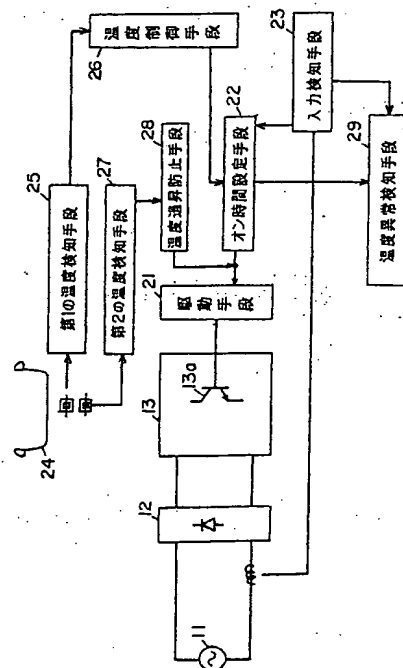 11
12
13
13a
21
駆動手段
22
オン時間設定手段
23
入力検知手段
24
25
第1の温度検知手段
26
温度制御手段
27
第2の温度検知手段
28
温度過昇防止手段
29
温度異常検知手段